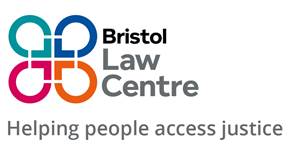 Bristol
Law
Centre
Helping people access justice